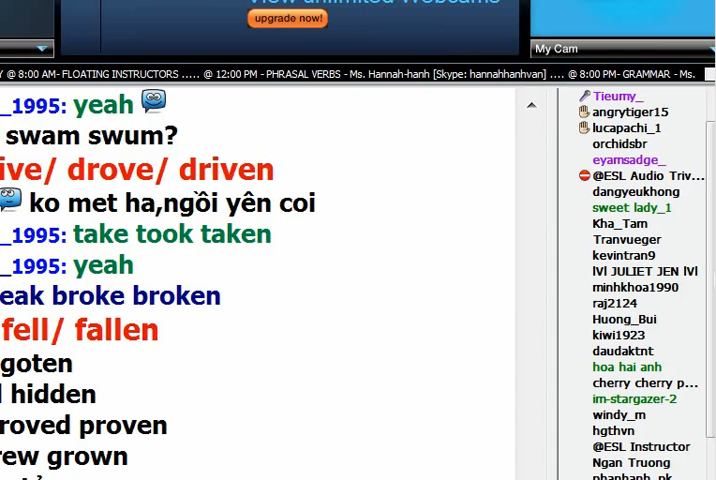 upgrade now!
My Cam
@ 8:00 AM- FLOATING INSTRUCTORS ..... @ 12:00 PM - PHRASAL VERBS - Ms. Hannah-hanh [Skype: hannahhanhvan] .... @ 8:00 PM- GRAMMAR - Ms.
_1995: yeah
swam swum?
ive/ drove/ driven
ko met ha,ngồi yên coi
_1995: take took taken
_1995: yeah
eak broke broken
fell/ fallen
goten
hidden
roved proven
rew grown
Tieumy_
angrytiger15
lucapachi_1
orchidsbr
eyamsadge_
@ESL Audio Triv...
dangyeukhong
sweet lady_1
Kha_Tam
Tranvueger
kevintran9
lVl JULIET JEN lVl
minhkhoa1990
raj2124
Huong_Bui
kiwi1923
daudaktnt
hoa hai anh
cherry cherry p...
im-stargazer-2
windy_m
hgthvn
@ESL Instructor
Ngan Truong